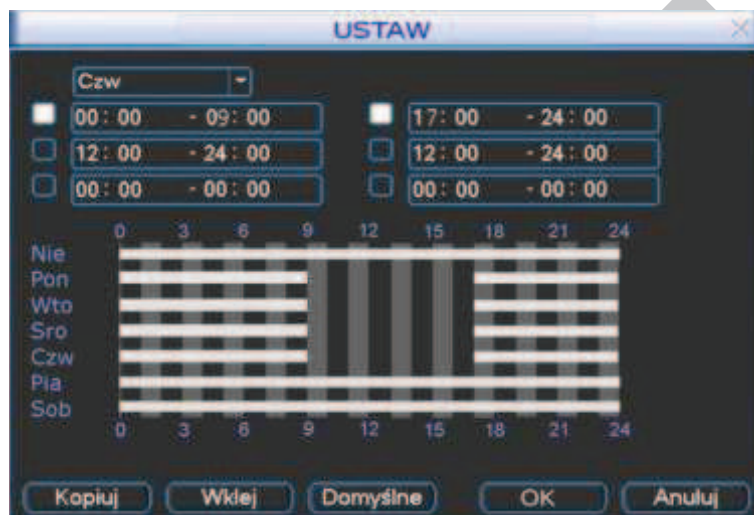 USTAW
Czw
00:00 - 09:00 17:00 - 24:00
12:00 - 24:00 12:00 - 24:00
00:00 - 00:00 00:00 - 00:00
0 3 6 9 12 15 18 21 24
Nie
Pon
Wto
Sro
Czw
Pia
Sob
0 3 6 9 12 15 18 21 24
Kopiuj Wklej Domyślne OK Anuluj